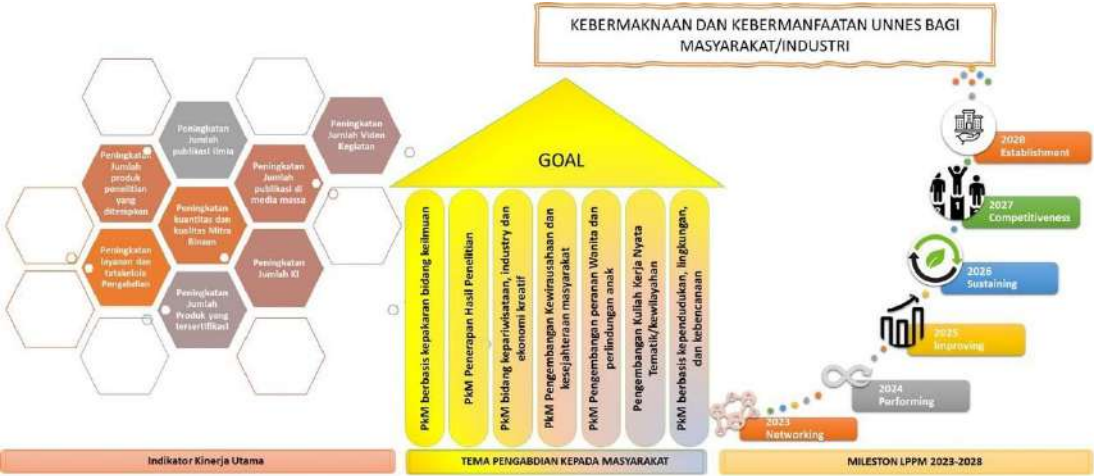 KEBERMAKNAAN DAN KEBERMANFAATAN UNNES BAGI
MASYARAKAT/INDUSTRI
Peningkatan
Jumlah
publikasi ilmia
Peningkatan
Jumlah Video
Kegiatan
Peningkatan
Jumlah
produk
penelitian
yang
diterapkan
Peningkatan
Jumlah
publikasi di
media massa
Peningkatan
kuantitas dan
kualitas Mitra
Binaan
Peningkatan
layanan dan
tatakelola
Pengabdian
Peningkatan
Jumlah KI
Peningkatan
Jumlah
Produk yang
tersertifikasi
Indikator Kinerja Utama
GOAL
PkM berbasis kepakaran bidang keilmuan
PkM Penerapan Hasil Penelitian
PkM bidang kepariwisataan, industry dan
ekonomi kreatif
PkM Pengembangan Kewirausahaan dan
kesejahteraan masyarakat
PkM Pengembangan peranan Wanita dan
perlindungan anak
Pengembangan Kuliah Kerja Nyata
Tematik/kewilayahan
PkM berbasis kependudukan, lingkungan,
dan kebencanaan
TEMA PENGABDIAN KEPADA MASYARAKAT
2028
Establishment
2027
Competitiveness
2026
Sustaining
2025
Improving
2024
Performing
2023
Networking
MILESTON LPPM 2023-2028